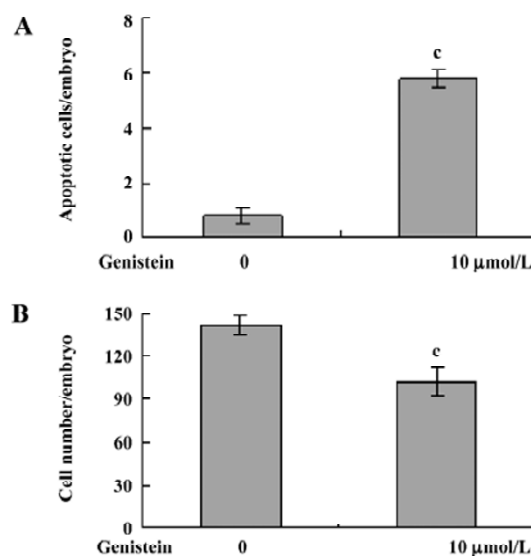 A
Apoptotic cells/embryo
8
6
4
2
0
c
Genistein 0 10 μmol/L
B
Cell number/embryo
150
120
90
60
30
0
c
Genistein 0 10 μmol/L